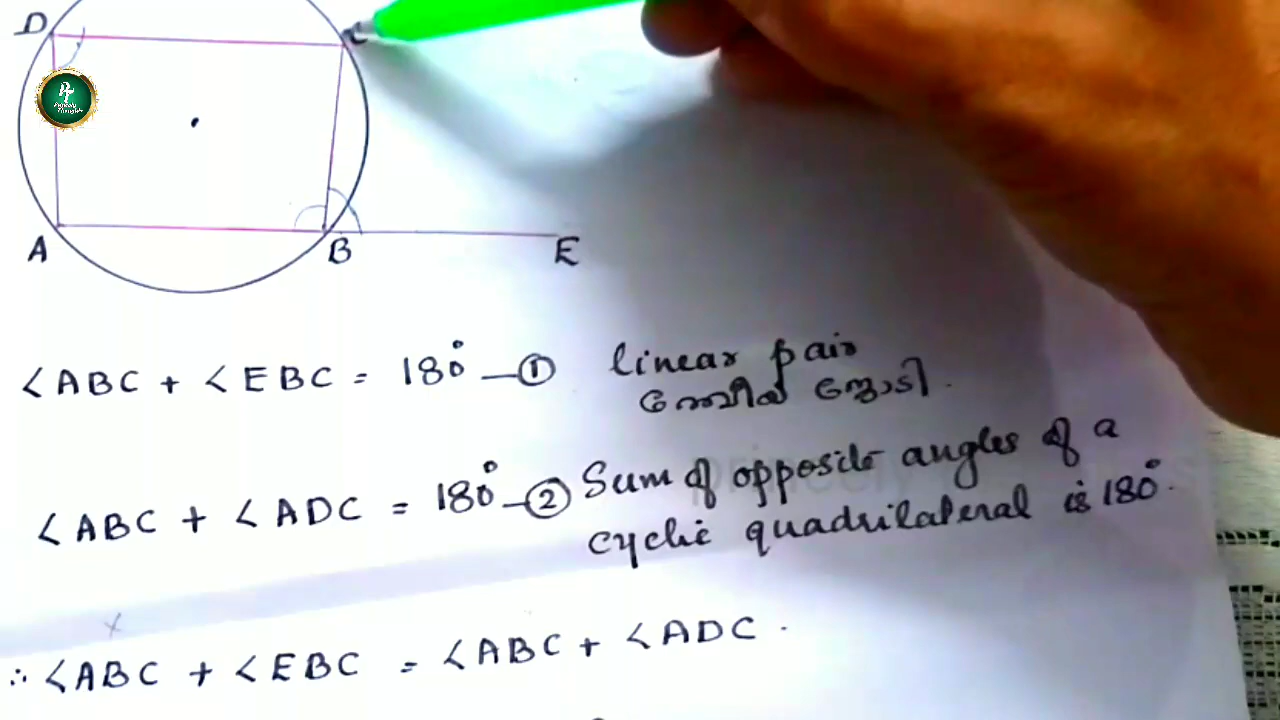 D
A B E
∠ABC + ∠EBC = 180° —① linear pair
രേഖീയ ജോടി.
∠ABC + ∠ADC = 180° —② Sum of opposite angles of a
cyclic quadrilateral is 180°.
∴ ∠ABC + ∠EBC = ∠ABC + ∠ADC.